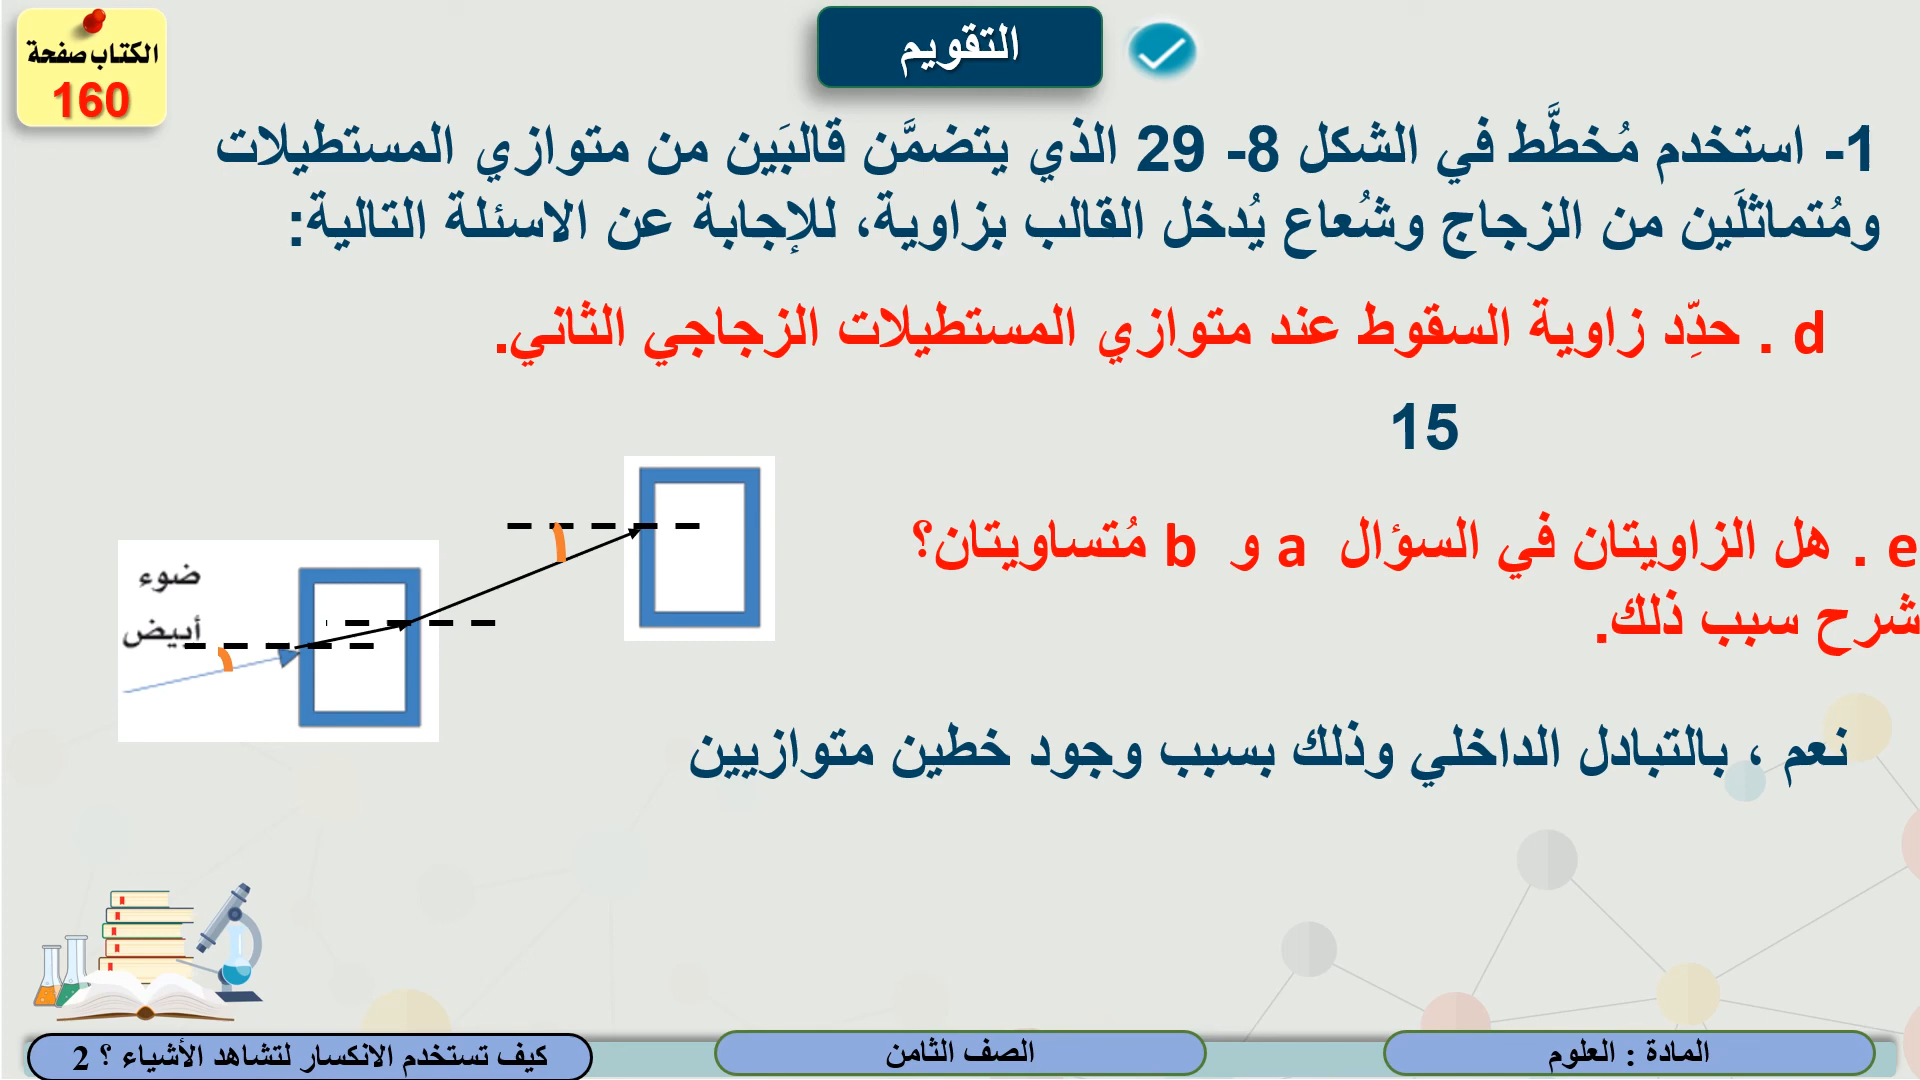 التقويم
الكتاب صفحة
160
1- استخدم مُخطَّط في الشكل 8- 29 الذي يتضمَّن قالبَين من متوازي المستطيلات
ومُتماثلَين من الزجاج وشُعاع يُدخل القالب بزاوية، للإجابة عن الاسئلة التالية:
d . حدِّد زاوية السقوط عند متوازي المستطيلات الزجاجي الثاني.
15
e . هل الزاويتان في السؤال a و b مُتساويتان؟
شرح سبب ذلك.
ضوء
أبيض
نعم ، بالتبادل الداخلي وذلك بسبب وجود خطين متوازيين
المادة : العلوم
الصف الثامن
كيف تستخدم الانكسار لتشاهد الأشياء ؟ 2